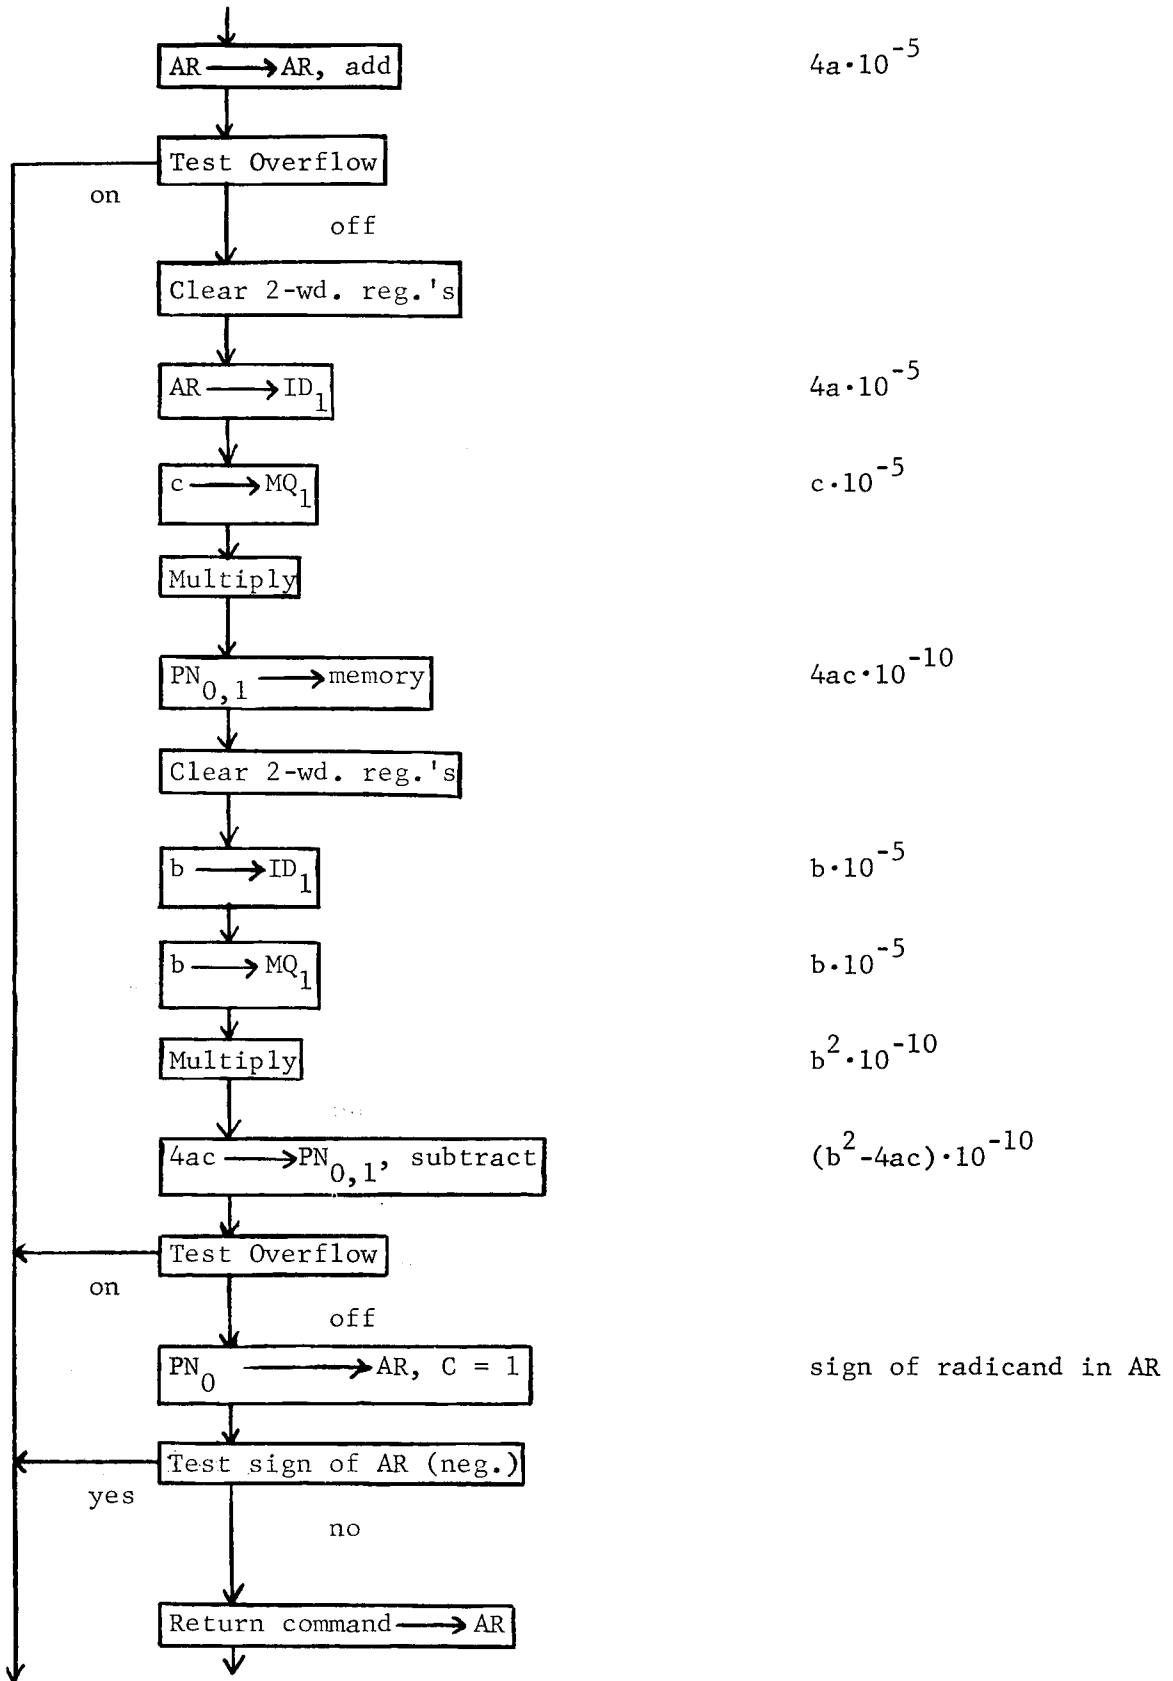 AR ⟶ AR, add 4a·10⁻⁵
Test Overflow
on
off
Clear 2-wd. reg.'s
AR ⟶ ID₁ 4a·10⁻⁵
c ⟶ MQ₁ c·10⁻⁵
Multiply
PN₀,₁ ⟶ memory 4ac·10⁻¹⁰
Clear 2-wd. reg.'s
b ⟶ ID₁ b·10⁻⁵
b ⟶ MQ₁ b·10⁻⁵
Multiply b²·10⁻¹⁰
4ac ⟶ PN₀,₁, subtract (b²-4ac)·10⁻¹⁰
Test Overflow
on
off
PN₀ ⟶ AR, C = 1 sign of radicand in AR
Test sign of AR (neg.)
yes
no
Return command ⟶ AR